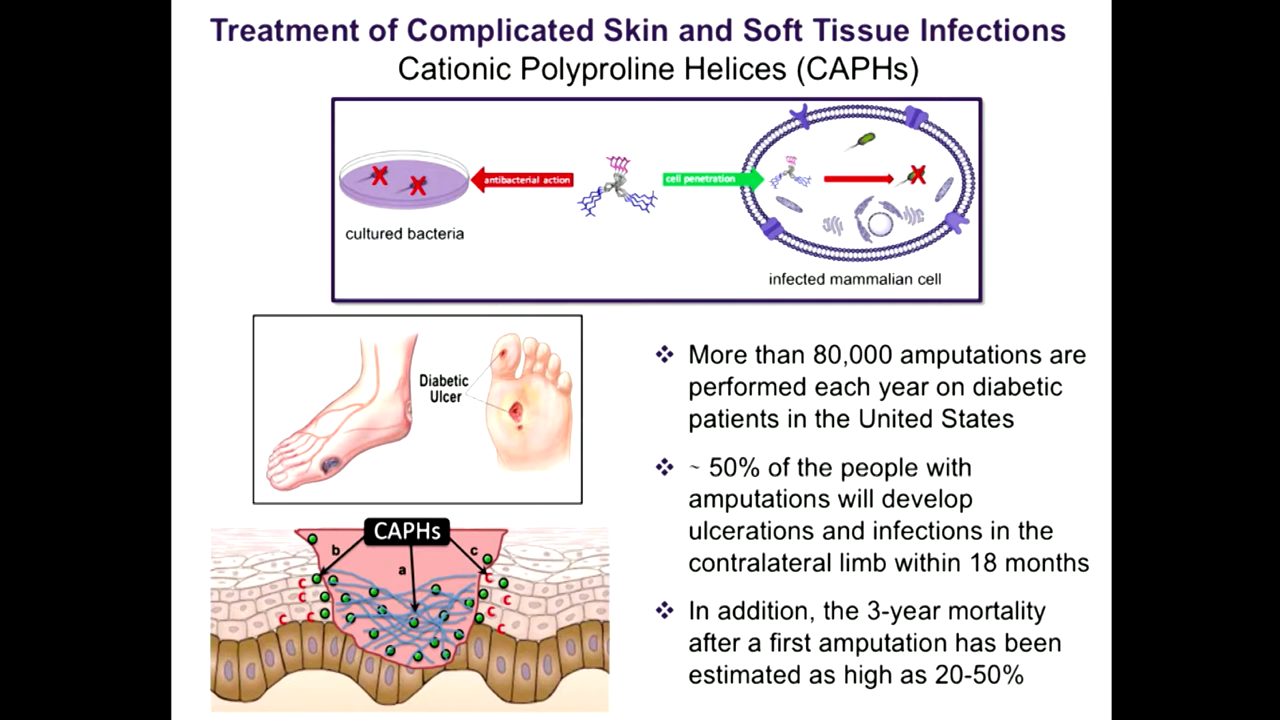 Treatment of Complicated Skin and Soft Tissue Infections
Cationic Polyproline Helices (CAPHs)
antibacterial action
cell penetration
cultured bacteria
infected mammalian cell
Diabetic
Ulcer
CAPHs
b
c
a
C
C
C
C
C
C
C
C
❖ More than 80,000 amputations are
performed each year on diabetic
patients in the United States
❖ ~ 50% of the people with
amputations will develop
ulcerations and infections in the
contralateral limb within 18 months
❖ In addition, the 3-year mortality
after a first amputation has been
estimated as high as 20-50%